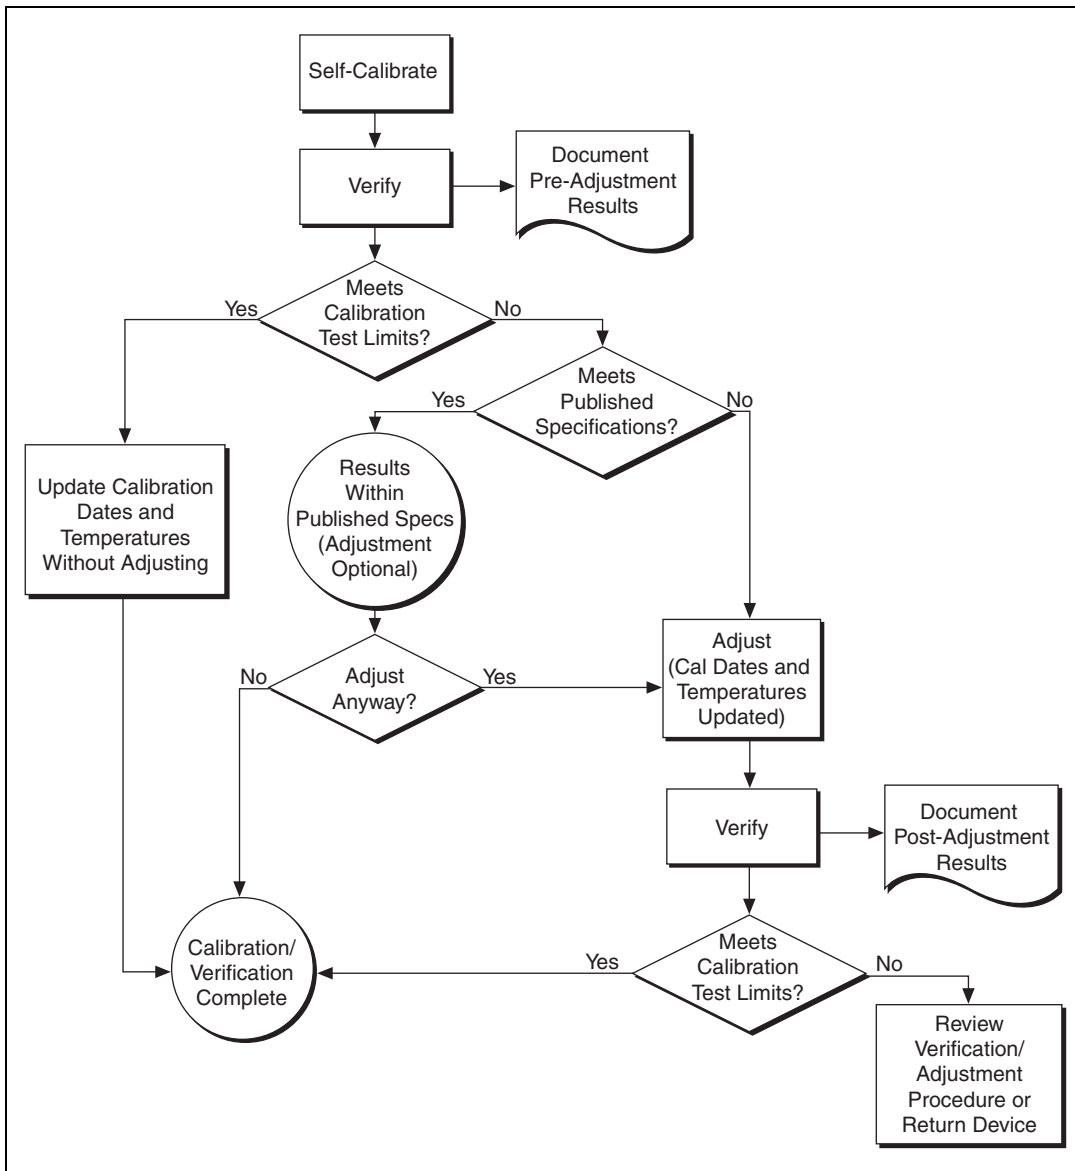 Self-Calibrate
Verify
Document
Pre-Adjustment
Results
Meets
Calibration
Test Limits?
Yes
No
Meets
Published
Specifications?
Yes
No
Update Calibration
Dates and
Temperatures
Without Adjusting
Results
Within
Published Specs
(Adjustment
Optional)
Adjust
Anyway?
No
Yes
Adjust
(Cal Dates and
Temperatures
Updated)
Verify
Document
Post-Adjustment
Results
Calibration/
Verification
Complete
Meets
Calibration
Test Limits?
Yes
No
Review
Verification/
Adjustment
Procedure or
Return Device